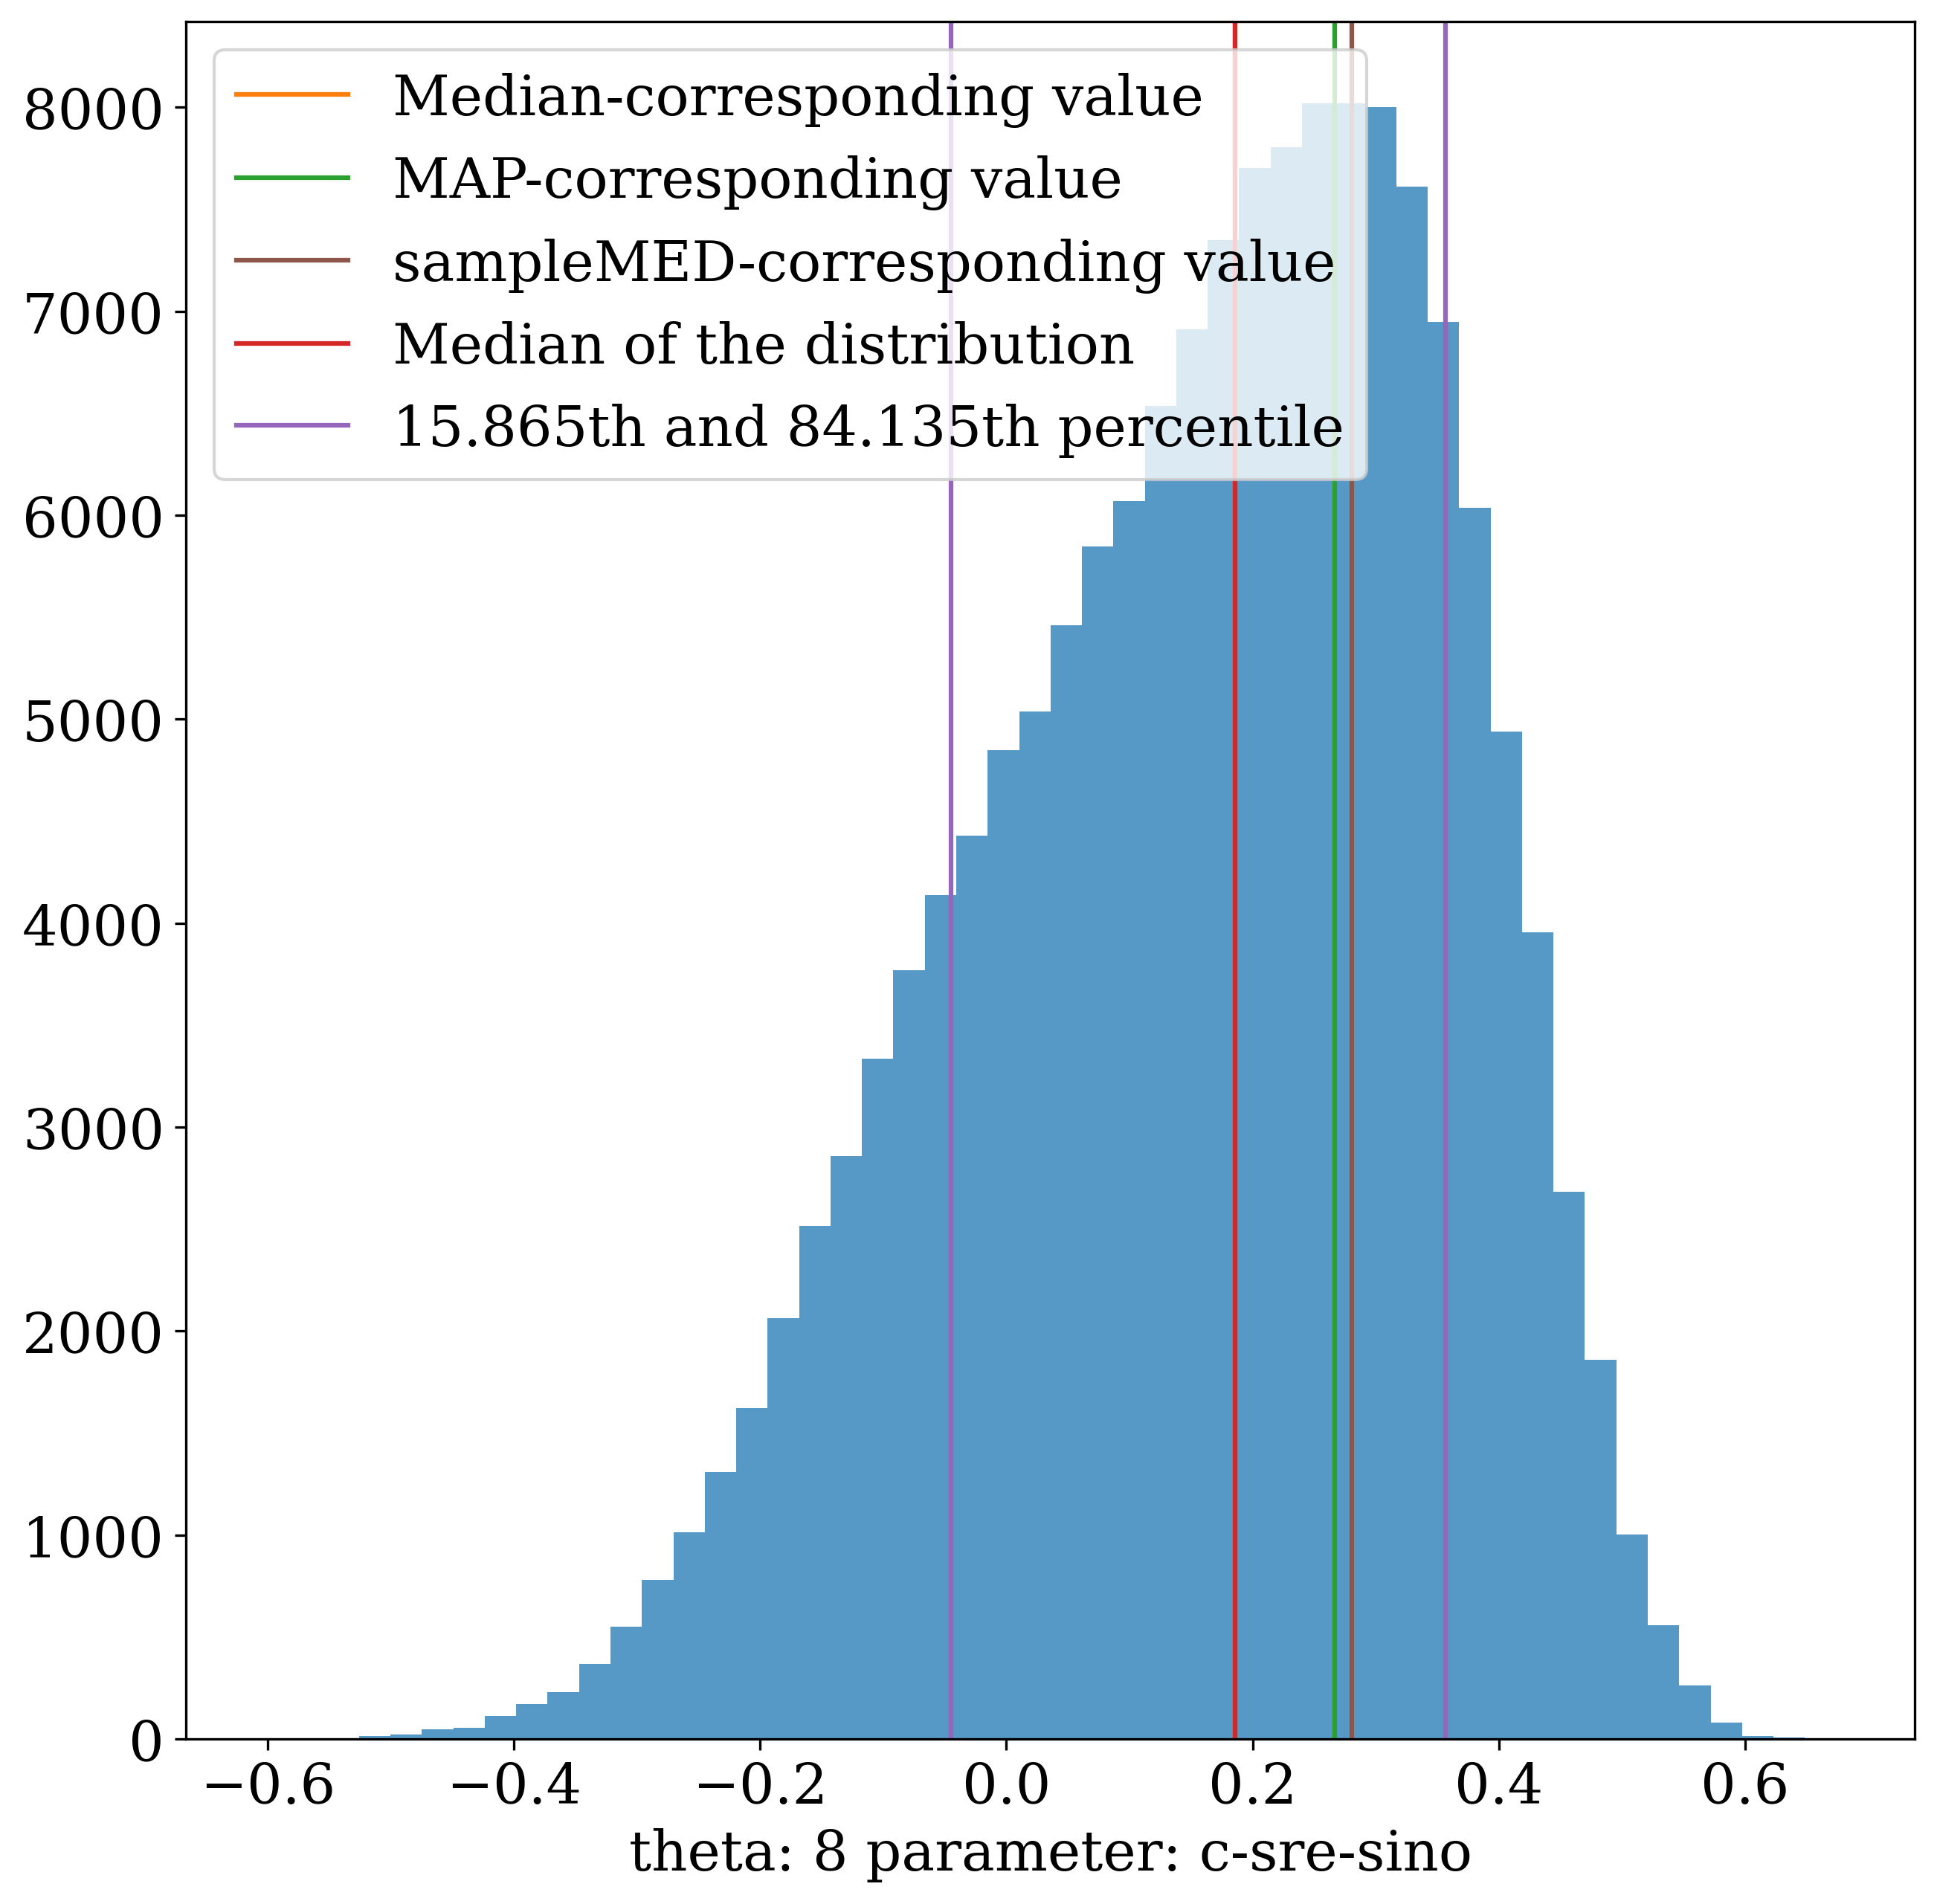 Median-corresponding value
MAP-corresponding value
sampleMED-corresponding value
Median of the distribution
15.865th and 84.135th percentile
8000
7000
6000
5000
4000
3000
2000
1000
0
−0.6 −0.4 −0.2 0.0 0.2 0.4 0.6
theta: 8 parameter: c-sre-sino